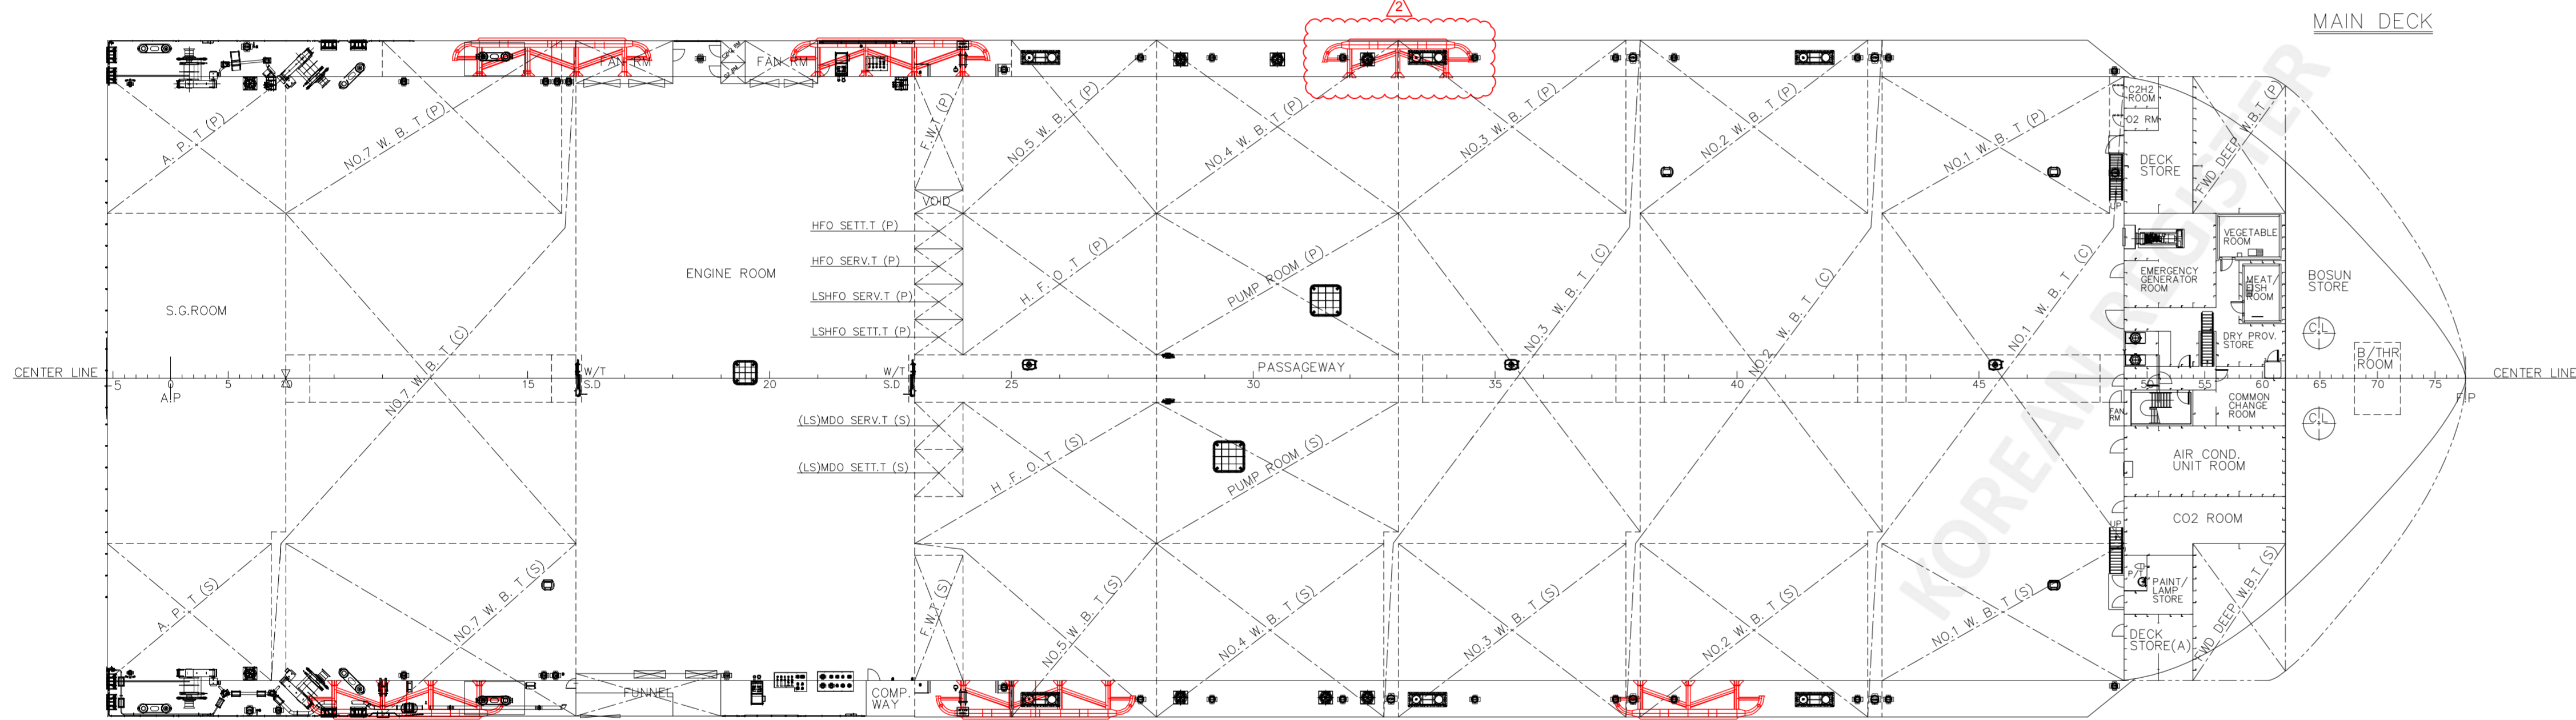 2
MAIN DECK
FAN RM
FAN RM
C2H2
ROOM
O2 RM
A. P. T (P)
NO.7 W. B. T (P)
F.W.T (P)
NO.5 W. B. T (P)
NO.4 W. B. T (P)
NO.3 W. B. T (P)
NO.2 W. B. T (P)
NO.1 W. B. T (P)
DECK
STORE
FWD DEEP W.B.T (P)
KOREAN REGISTER
VOID
UP
HFO SETT.T (P)
HFO SERV.T (P)
LSHFO SERV.T (P)
LSHFO SETT.T (P)
ENGINE ROOM
S.G.ROOM
H. F. O. T (P)
PUMP ROOM (P)
NO.7 W. B. T (C)
NO.3 W. B. T (C)
NO.2 W. B. T (C)
NO.1 W. B. T (C)
VEGETABLE
ROOM
EMERGENCY
GENERATOR
ROOM
MEAT/
FISH
ROOM
BOSUN
STORE
DRY PROV.
STORE
C.L
B/THR
ROOM
PASSAGEWAY
CENTER LINE
-5 0 5 10 15 20 25 30 35 40 45 50 55 60 65 70 75
CENTER LINE
A.P
W/T
S.D
W/T
S.D
F.P
FAN
RM
COMMON
CHANGE
ROOM
C.L
(LS)MDO SERV.T (S)
(LS)MDO SETT.T (S)
H. F. O. T (S)
PUMP ROOM (S)
AIR COND.
UNIT ROOM
CO2 ROOM
UP
P/T
PAINT/
LAMP
STORE
DECK
STORE(A)
FWD DEEP W.B.T (S)
A. P. T (S)
NO.7 W. B. T (S)
F.W.T (S)
NO.5 W. B. T (S)
NO.4 W. B. T (S)
NO.3 W. B. T (S)
NO.2 W. B. T (S)
NO.1 W. B. T (S)
FUNNEL
COMP.
WAY